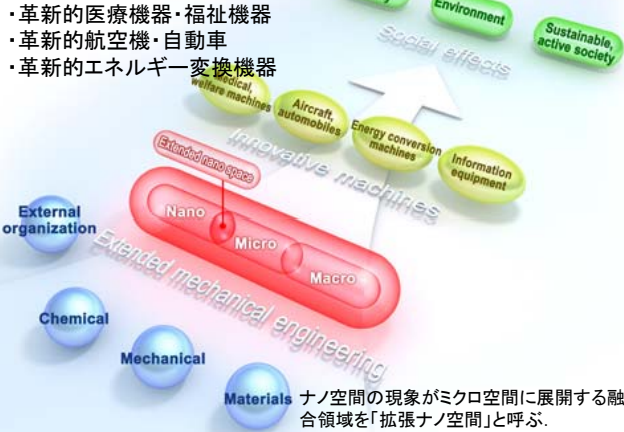 ・革新的医療機器・福祉機器
・革新的航空機・自動車
・革新的エネルギー変換機器
Environment
Sustainable,
active society
Social effects
Medical,
welfare machines
Aircraft,
automobiles
Energy conversion
machines
Information
equipment
Innovative machines
Extended nano space
Nano
Micro
Macro
Extended mechanical engineering
External
organization
Chemical
Mechanical
Materials
ナノ空間の現象がミクロ空間に展開する融
合領域を「拡張ナノ空間」と呼ぶ.